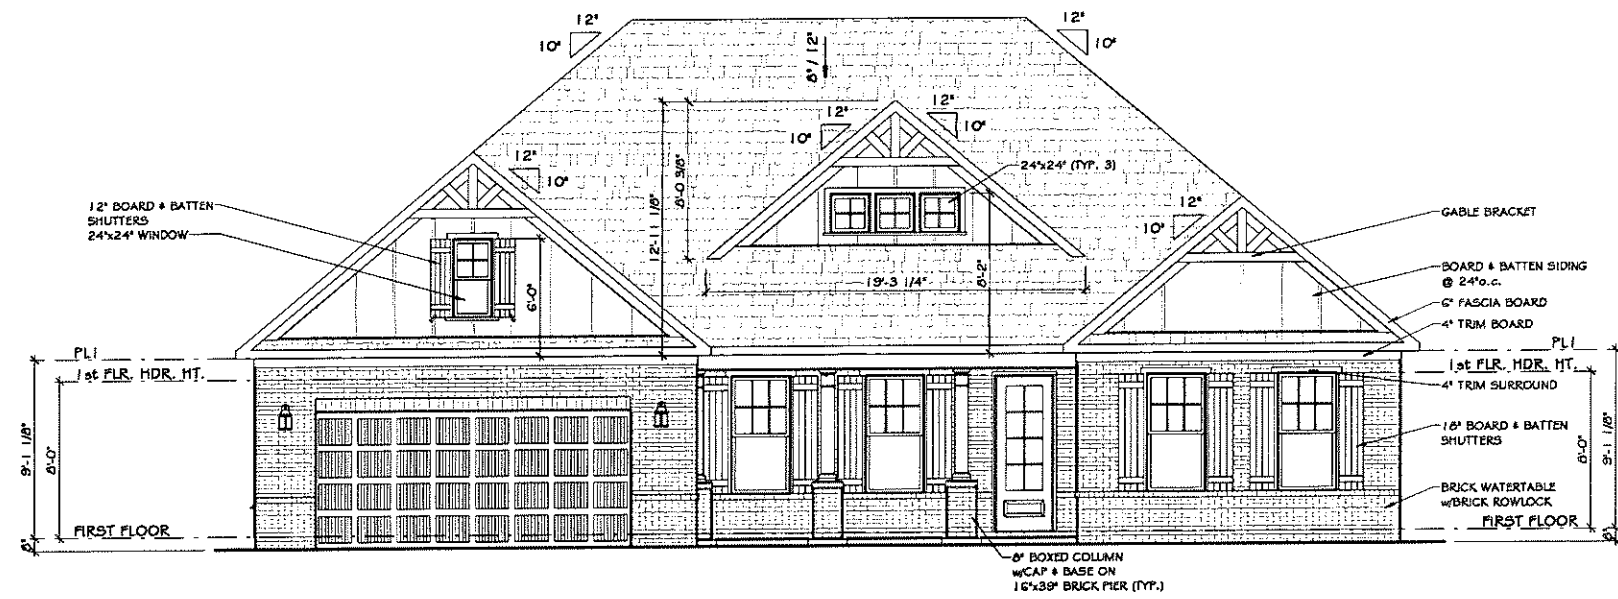 12"
10"
12"
10"
8" / 12"
12"
10"
12"
10"
12"
10"
12"
10"
12'-11 1/8"
8'-0 3/8"
24"x24" (TYP. 3)
12" BOARD & BATTEN
SHUTTERS
24"x24" WINDOW
GABLE BRACKET
BOARD & BATTEN SIDING
@ 24"o.c.
6" FASCIA BOARD
4" TRIM BOARD
19'-3 1/4"
8'-2"
6'-0"
PL1
1st FLR. HDR. HT.
PL1
1st FLR. HDR. HT.
4" TRIM SURROUND
18" BOARD & BATTEN
SHUTTERS
9'-1 1/8"
8'-0"
8'-0"
9'-1 1/8"
BRICK WATERTABLE
w/BRICK ROWLOCK
FIRST FLOOR
FIRST FLOOR
8"
8"
8" BOXED COLUMN
w/CAP & BASE ON
16"x39" BRICK PIER (TYP.)